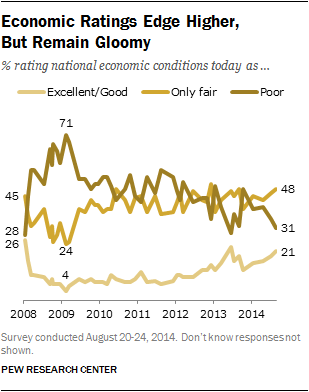 Economic Ratings Edge Higher,
But Remain Gloomy
% rating national economic conditions today as ...
Excellent/Good Only fair Poor
71
45
48
28
31
26
24
21
4
2008 2009 2010 2011 2012 2013 2014
Survey conducted August 20-24, 2014. Don't know responses not
shown.
PEW RESEARCH CENTER